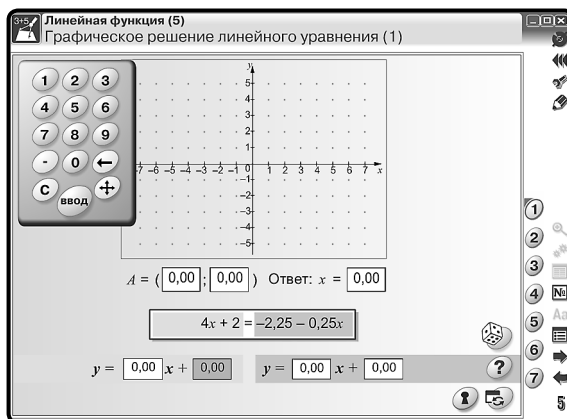 3+5
Линейная функция (5)
Графическое решение линейного уравнения (1)
1 2 3
4 5 6
7 8 9
- 0
C ввод
y
5
4
3
2
1
-7 -6 -5 -4 -3 -2 -1 0 1 2 3 4 5 6 7 x
-1
-2
-3
-4
-5
A = ( 0,00 ; 0,00 ) Ответ: x = 0,00
4x + 2 = –2,25 – 0,25x
y = 0,00 x + 0,00 y = 0,00 x + 0,00
?
1
2
3
4 №
5 Aa
6
7
5